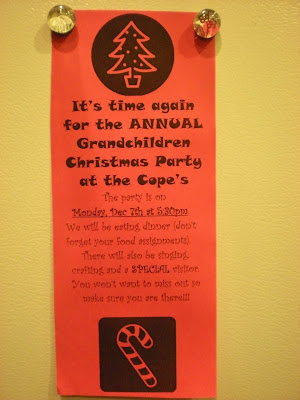 It's time again
for the ANNUAL
Grandchildren
Christmas Party
at the Cope's
The party is on
Monday, Dec 7th at 5:30pm.
We will be eating dinner (don't
forget your food assignments).
There will also be singing,
crafting, and a SPECIAL visitor.
You won't want to miss out so
make sure you are there!!!